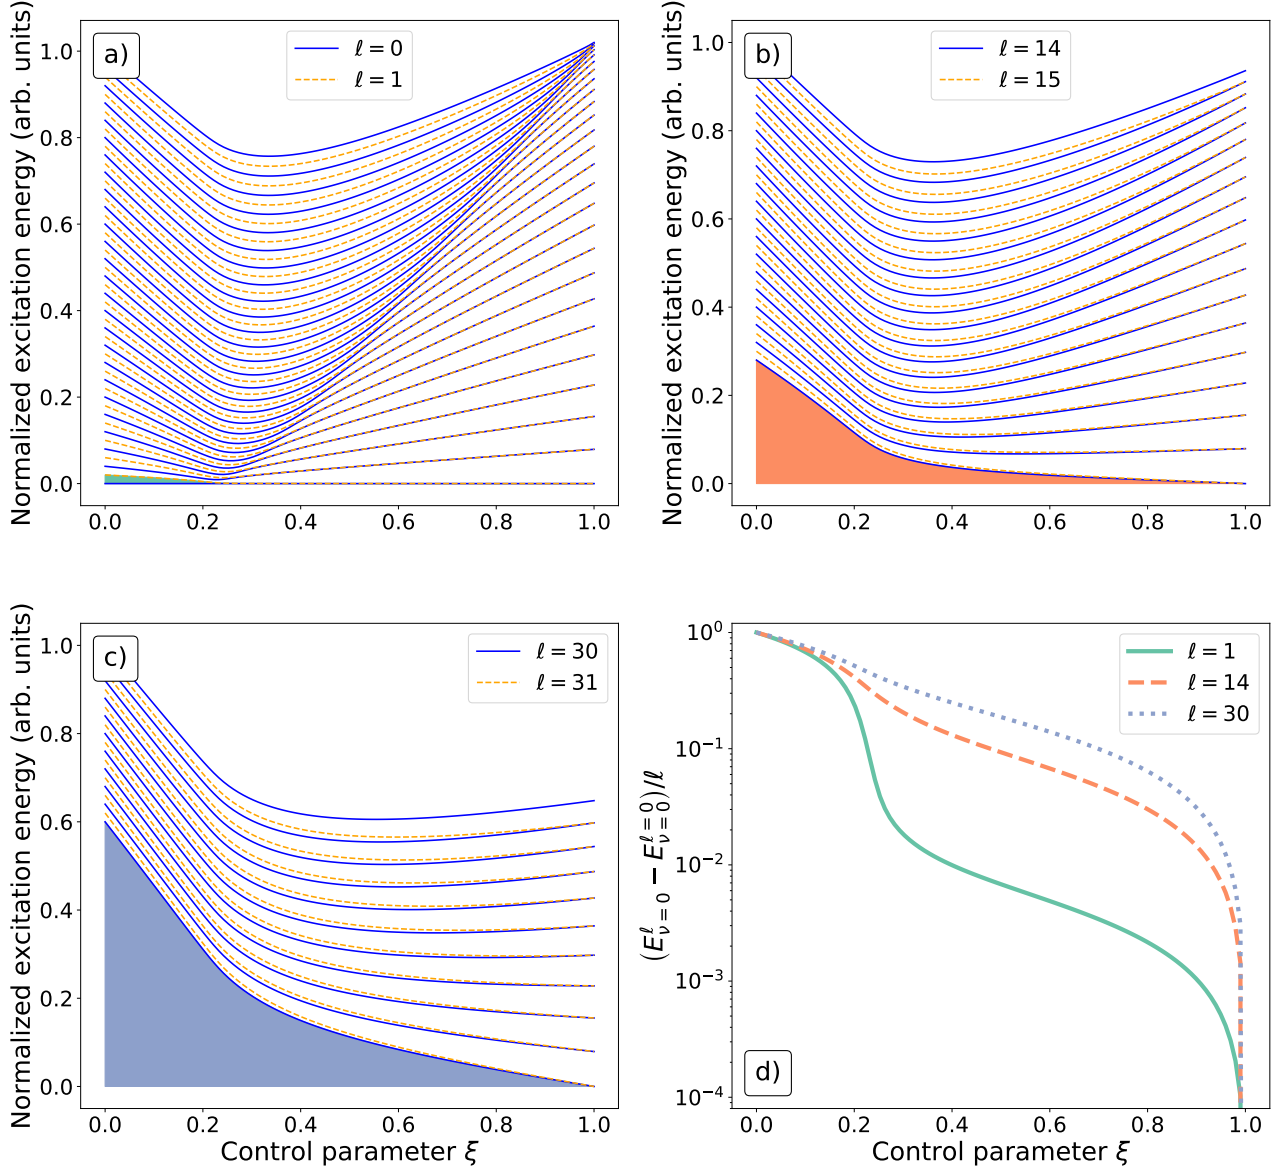 a)
ℓ = 0
ℓ = 1
Normalized excitation energy (arb. units)
1.0
0.8
0.6
0.4
0.2
0.0
0.0 0.2 0.4 0.6 0.8 1.0
b)
ℓ = 14
ℓ = 15
Normalized excitation energy (arb. units)
1.0
0.8
0.6
0.4
0.2
0.0
0.0 0.2 0.4 0.6 0.8 1.0
c)
ℓ = 30
ℓ = 31
Normalized excitation energy (arb. units)
1.0
0.8
0.6
0.4
0.2
0.0
0.0 0.2 0.4 0.6 0.8 1.0
Control parameter ξ
ℓ = 1
ℓ = 14
ℓ = 30
(E^ℓ_{ν=0} − E^{ℓ=0}_{ν=0})/ℓ
10⁰
10⁻¹
10⁻²
10⁻³
10⁻⁴
d)
0.0 0.2 0.4 0.6 0.8 1.0
Control parameter ξ